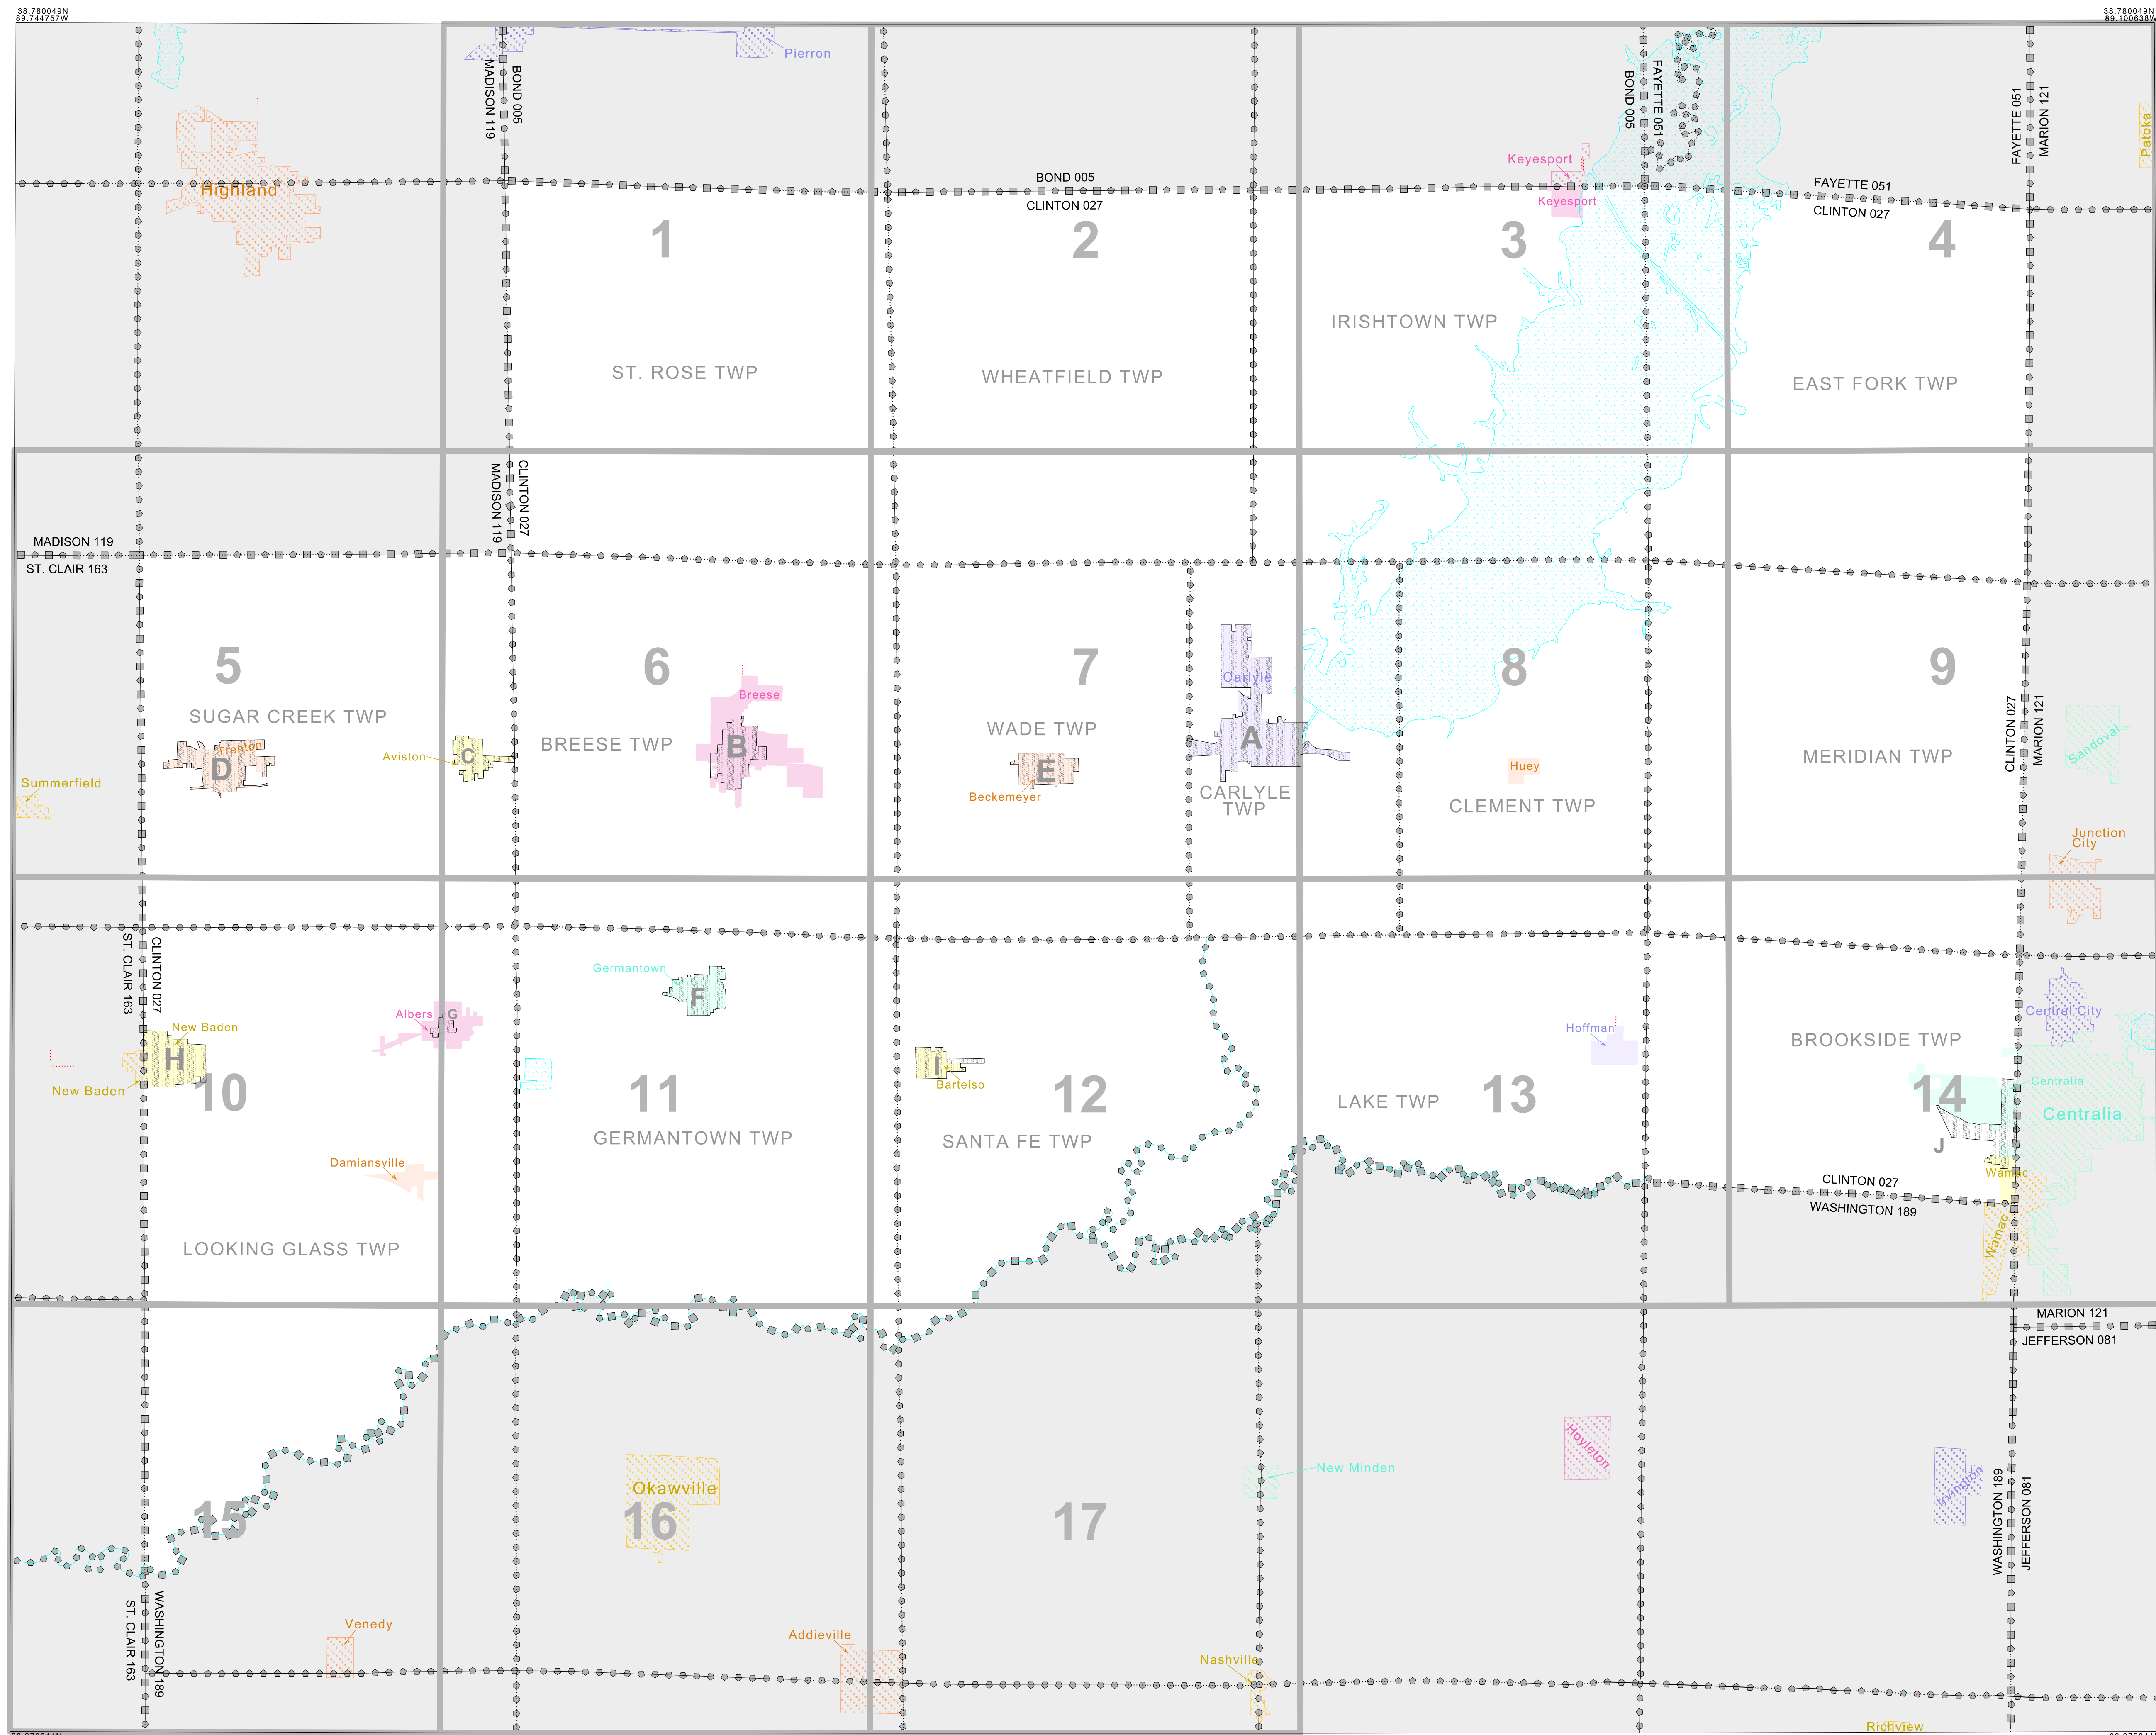 38.780049N
89.744757W
38.780049N
89.100638W
Pierron
MADISON 119
BOND 005
BOND 005
FAYETTE 051
FAYETTE 051
MARION 121
Patoka
Highland
Keyesport
Keyesport
BOND 005
CLINTON 027
FAYETTE 051
CLINTON 027
1
2
3
4
IRISHTOWN TWP
ST. ROSE TWP
WHEATFIELD TWP
EAST FORK TWP
MADISON 119
CLINTON 027
MADISON 119
ST. CLAIR 163
5
6
7
8
9
Carlyle
Breese
SUGAR CREEK TWP
BREESE TWP
WADE TWP
MERIDIAN TWP
CLINTON 027
MARION 121
Sandoval
Trenton
D
Aviston
C
B
E
A
Huey
Summerfield
Beckemeyer
CARLYLE
TWP
CLEMENT TWP
Junction
City
ST. CLAIR 163
CLINTON 027
Germantown
F
Albers
G
New Baden
H
New Baden
10
11
I
Bartelso
12
Hoffman
13
LAKE TWP
BROOKSIDE TWP
Central City
14
Centralia
Centralia
J
Wamac
Wamac
GERMANTOWN TWP
SANTA FE TWP
Damiansville
LOOKING GLASS TWP
CLINTON 027
WASHINGTON 189
MARION 121
JEFFERSON 081
Hoyleton
New Minden
Okawville
Irvington
15
16
17
WASHINGTON 189
JEFFERSON 081
ST. CLAIR 163
WASHINGTON 189
Venedy
Addieville
Nashville
Richview